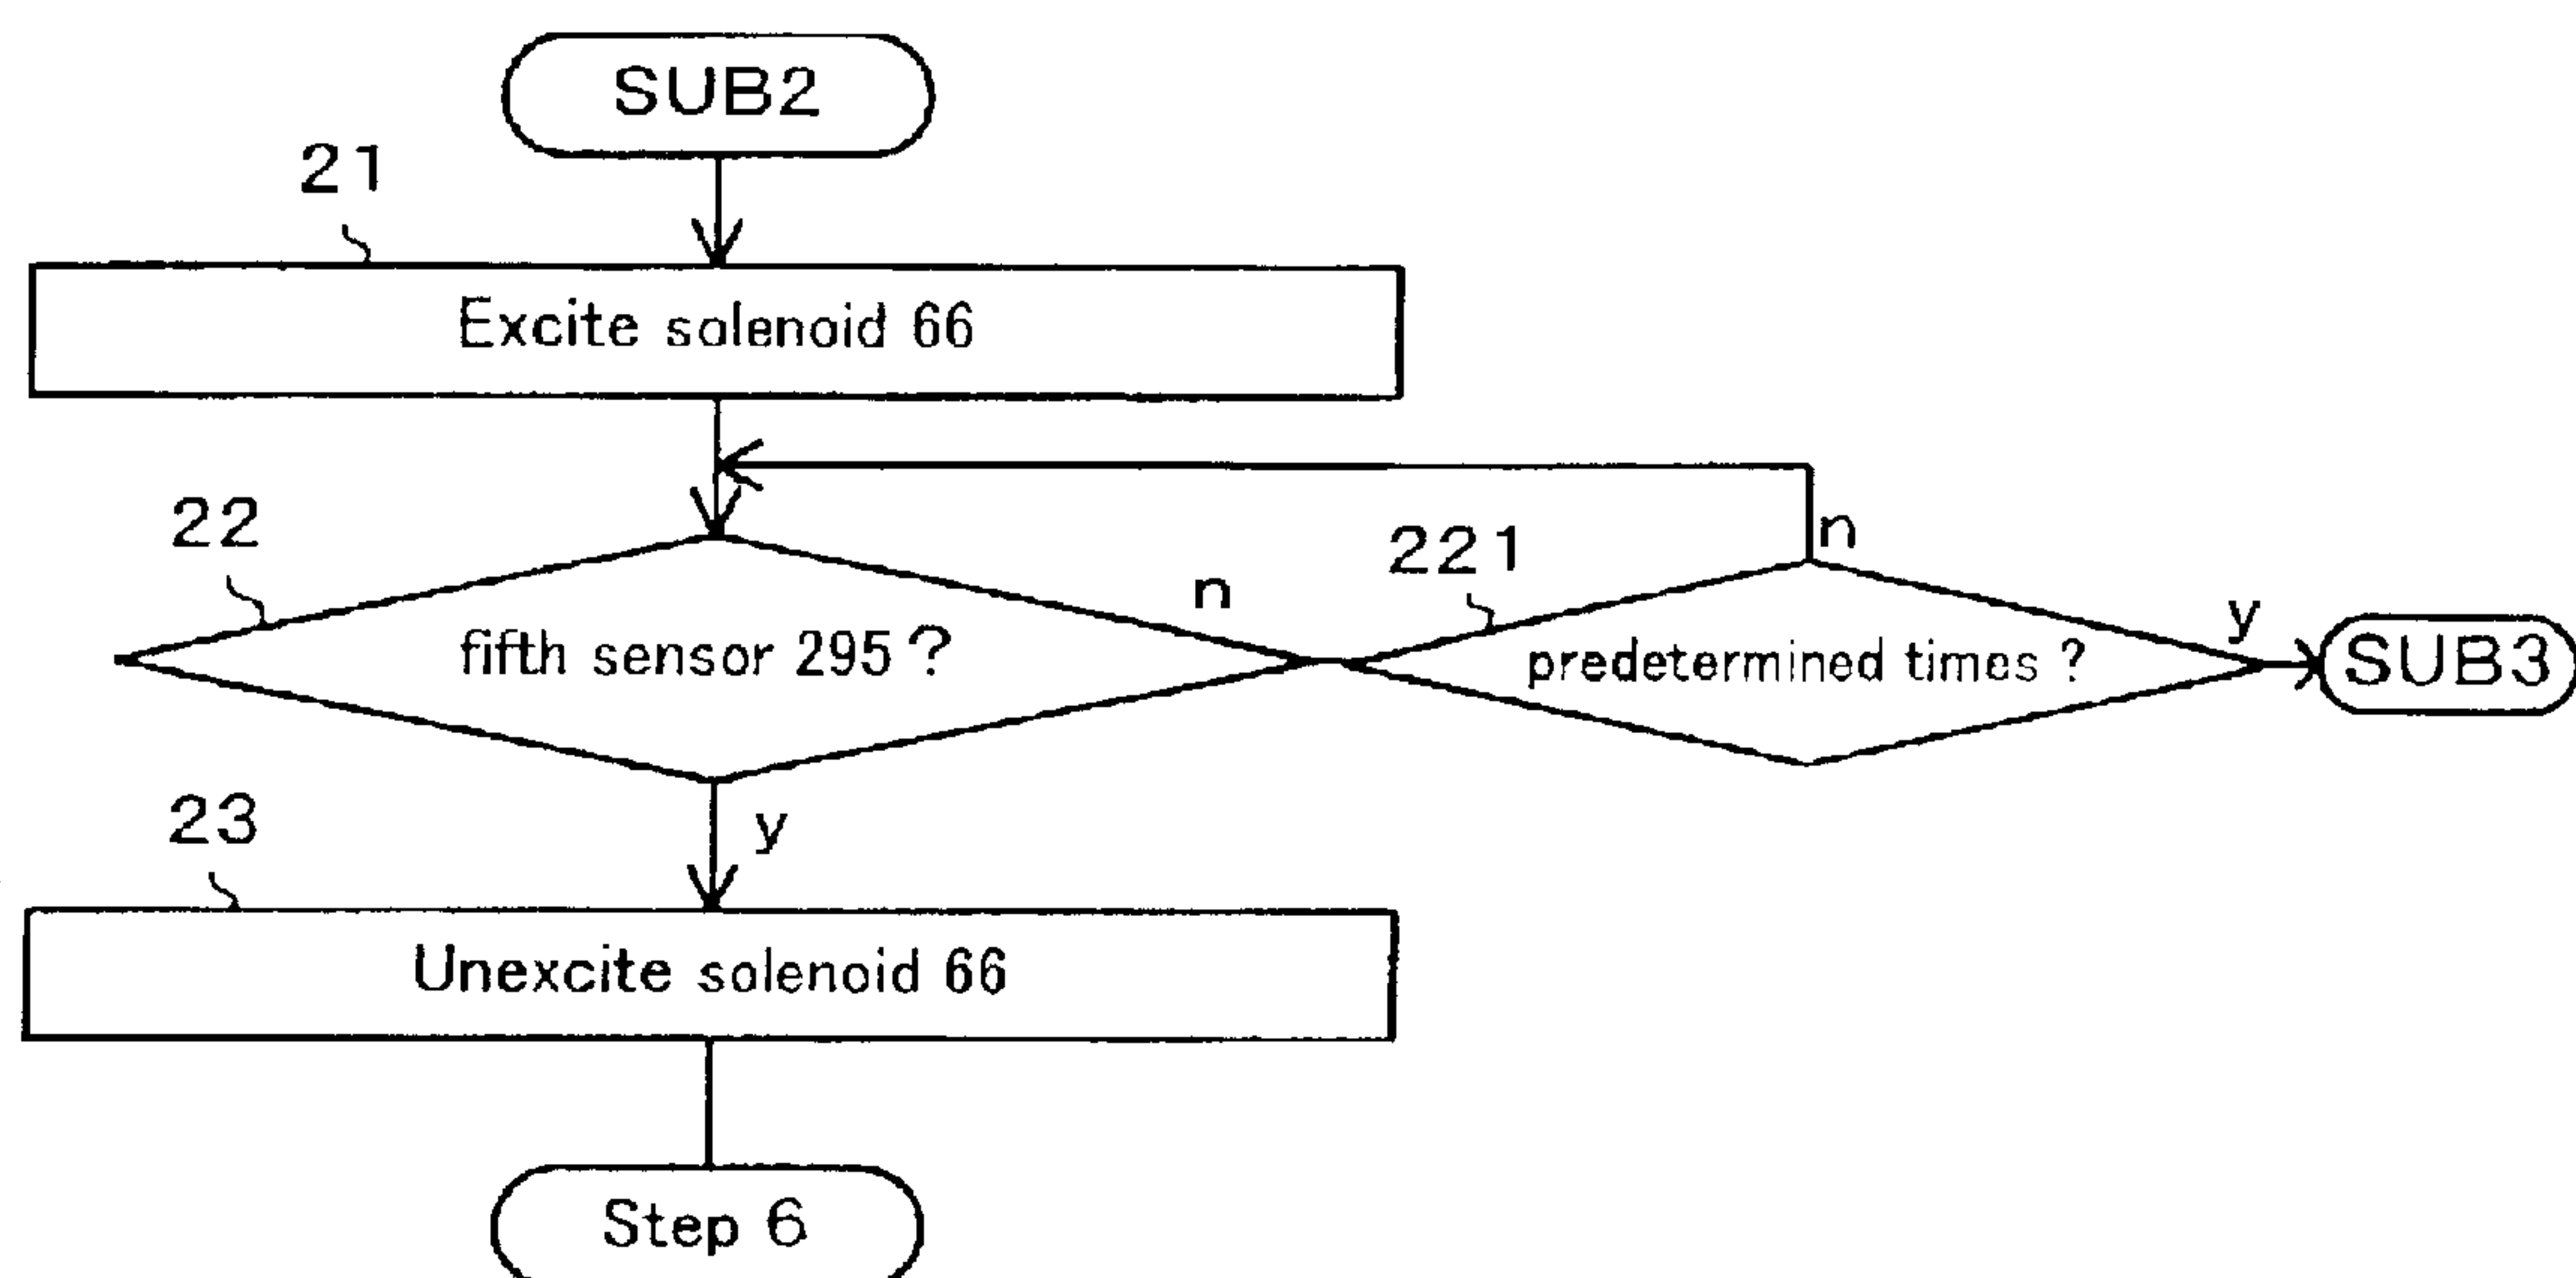 SUB2
21
Excite solenoid 66
22
fifth sensor 295 ?
n
221
n
predetermined times ?
y
SUB3
y
23
Unexcite solenoid 66
Step 6